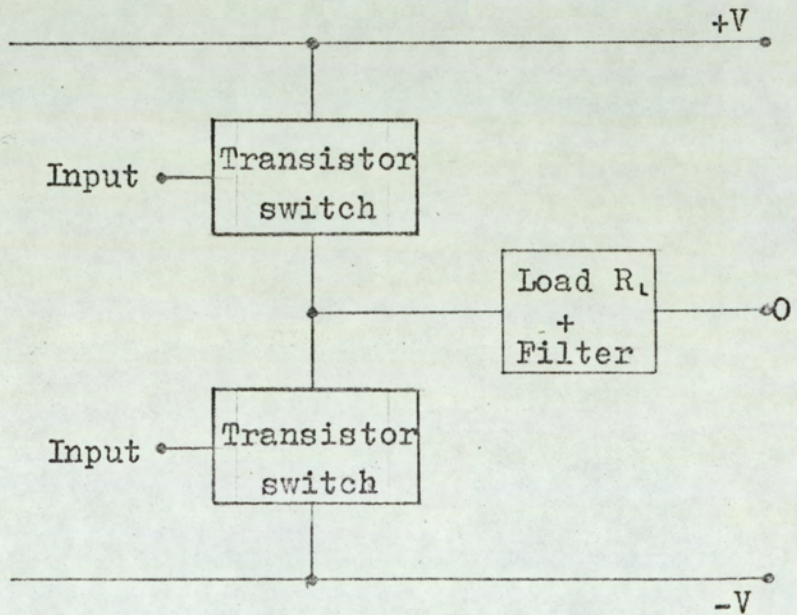 +V
Input
Transistor
switch
Load R_L
+
Filter
0
Input
Transistor
switch
-V